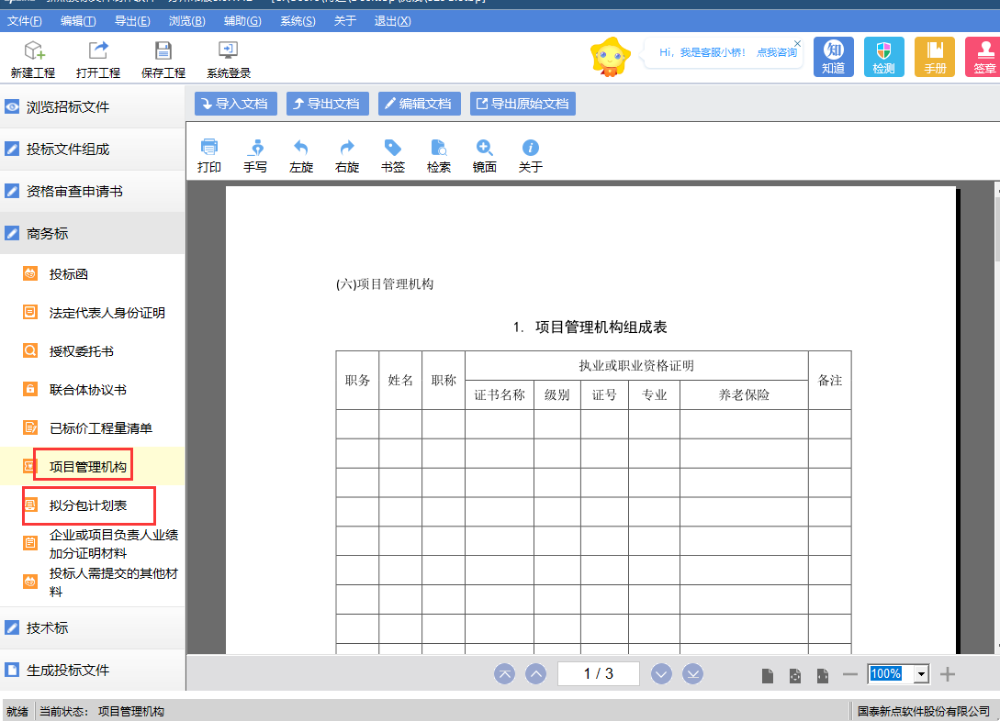 文件(F) 编辑(T) 导出(E) 浏览(B) 辅助(G) 系统(S) 关于 退出(X)
新建工程 打开工程 保存工程 系统登录
Hi，我是客服小桥！ 点我咨询
知
知道 检测 手册 签章
浏览招标文件
投标文件组成
资格审查申请书
商务标
投标函
法定代表人身份证明
授权委托书
联合体协议书
已标价工程量清单
项目管理机构
拟分包计划表
企业或项目负责人业绩
加分证明材料
投标人需提交的其他材
料
技术标
生成投标文件
导入文档 导出文档 编辑文档 导出原始文档
打印 手写 左旋 右旋 书签 检索 镜面 关于
(六)项目管理机构
1. 项目管理机构组成表
职务 姓名 职称 执业或职业资格证明 备注
证书名称 级别 证号 专业 养老保险
1 / 3
100%
就绪 当前状态： 项目管理机构 国泰新点软件股份有限公司